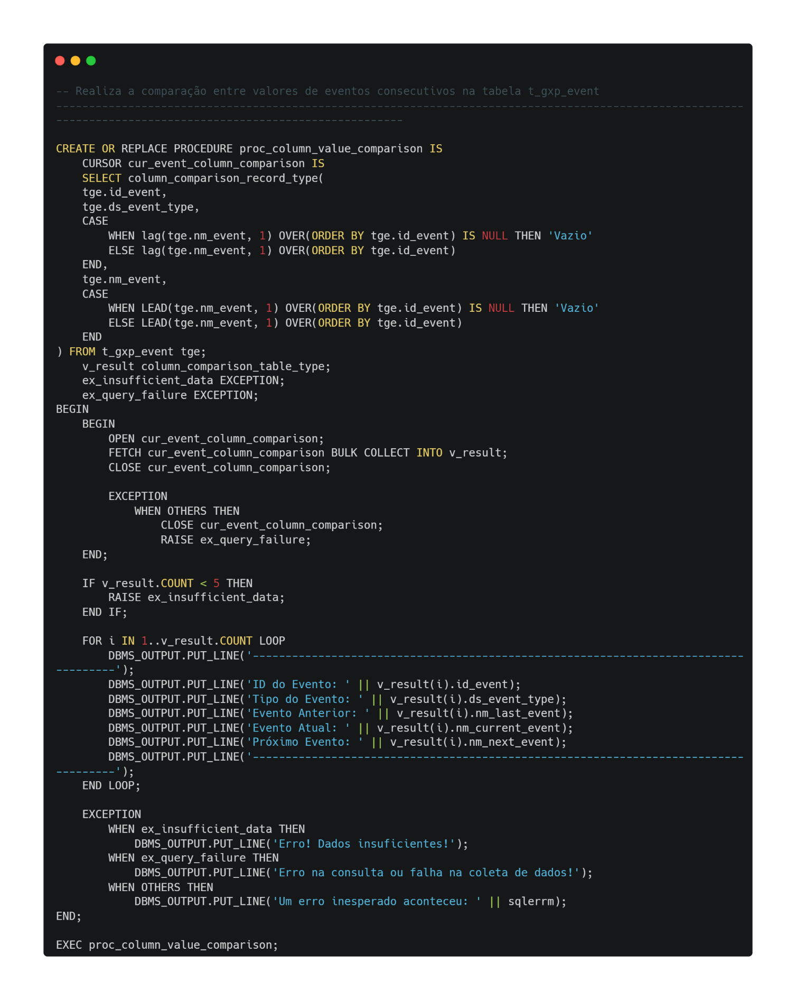 -- Realiza a comparação entre valores de eventos consecutivos na tabela t_gxp_event
---------------------------------------------------------------------------------------------------------
-----------------------------------------------------
CREATE OR REPLACE PROCEDURE proc_column_value_comparison IS
    CURSOR cur_event_column_comparison IS
    SELECT column_comparison_record_type(
    tge.id_event,
    tge.ds_event_type,
    CASE
        WHEN lag(tge.nm_event, 1) OVER(ORDER BY tge.id_event) IS NULL THEN 'Vazio'
        ELSE lag(tge.nm_event, 1) OVER(ORDER BY tge.id_event)
    END,
    tge.nm_event,
    CASE
        WHEN LEAD(tge.nm_event, 1) OVER(ORDER BY tge.id_event) IS NULL THEN 'Vazio'
        ELSE LEAD(tge.nm_event, 1) OVER(ORDER BY tge.id_event)
    END
) FROM t_gxp_event tge;
    v_result column_comparison_table_type;
    ex_insufficient_data EXCEPTION;
    ex_query_failure EXCEPTION;
BEGIN
    BEGIN
        OPEN cur_event_column_comparison;
        FETCH cur_event_column_comparison BULK COLLECT INTO v_result;
        CLOSE cur_event_column_comparison;

        EXCEPTION
            WHEN OTHERS THEN
                CLOSE cur_event_column_comparison;
                RAISE ex_query_failure;
    END;

    IF v_result.COUNT < 5 THEN
        RAISE ex_insufficient_data;
    END IF;

    FOR i IN 1..v_result.COUNT LOOP
        DBMS_OUTPUT.PUT_LINE('---------------------------------------------------------------------------
---------');
        DBMS_OUTPUT.PUT_LINE('ID do Evento: ' || v_result(i).id_event);
        DBMS_OUTPUT.PUT_LINE('Tipo do Evento: ' || v_result(i).ds_event_type);
        DBMS_OUTPUT.PUT_LINE('Evento Anterior: ' || v_result(i).nm_last_event);
        DBMS_OUTPUT.PUT_LINE('Evento Atual: ' || v_result(i).nm_current_event);
        DBMS_OUTPUT.PUT_LINE('Próximo Evento: ' || v_result(i).nm_next_event);
        DBMS_OUTPUT.PUT_LINE('---------------------------------------------------------------------------
---------');
    END LOOP;

    EXCEPTION
        WHEN ex_insufficient_data THEN
            DBMS_OUTPUT.PUT_LINE('Erro! Dados insuficientes!');
        WHEN ex_query_failure THEN
            DBMS_OUTPUT.PUT_LINE('Erro na consulta ou falha na coleta de dados!');
        WHEN OTHERS THEN
            DBMS_OUTPUT.PUT_LINE('Um erro inesperado aconteceu: ' || sqlerrm);
END;

EXEC proc_column_value_comparison;